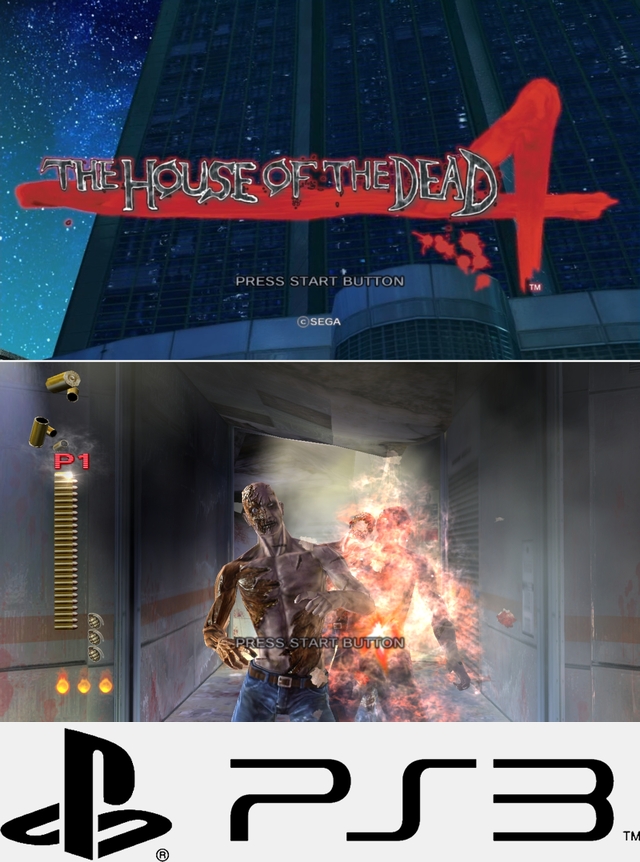 THE HOUSE OF THE DEAD 4
TM
PRESS START BUTTON
©SEGA
P1
PRESS START BUTTON
PS3
® TM